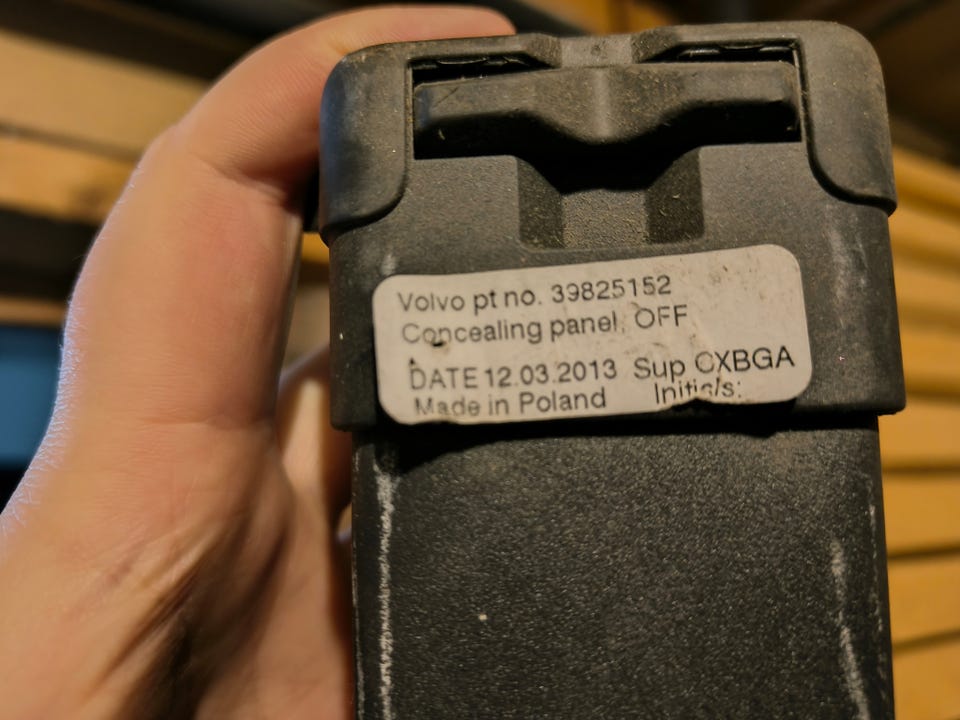 Volvo pt no. 39825152
Concealing panel: OFF
DATE 12.03.2013 Sup CXBGA
Made in Poland Initials: